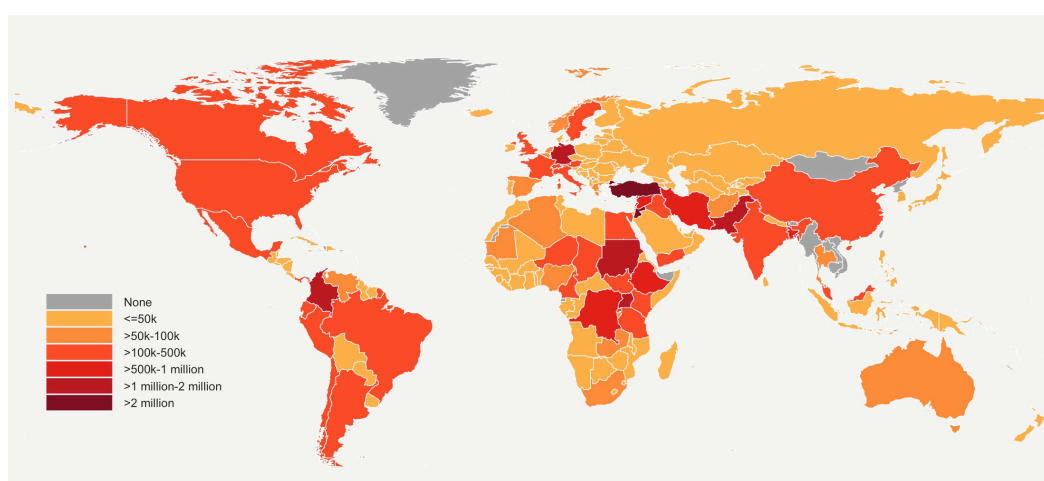 None
<=50k
>50k-100k
>100k-500k
>500k-1 million
>1 million-2 million
>2 million